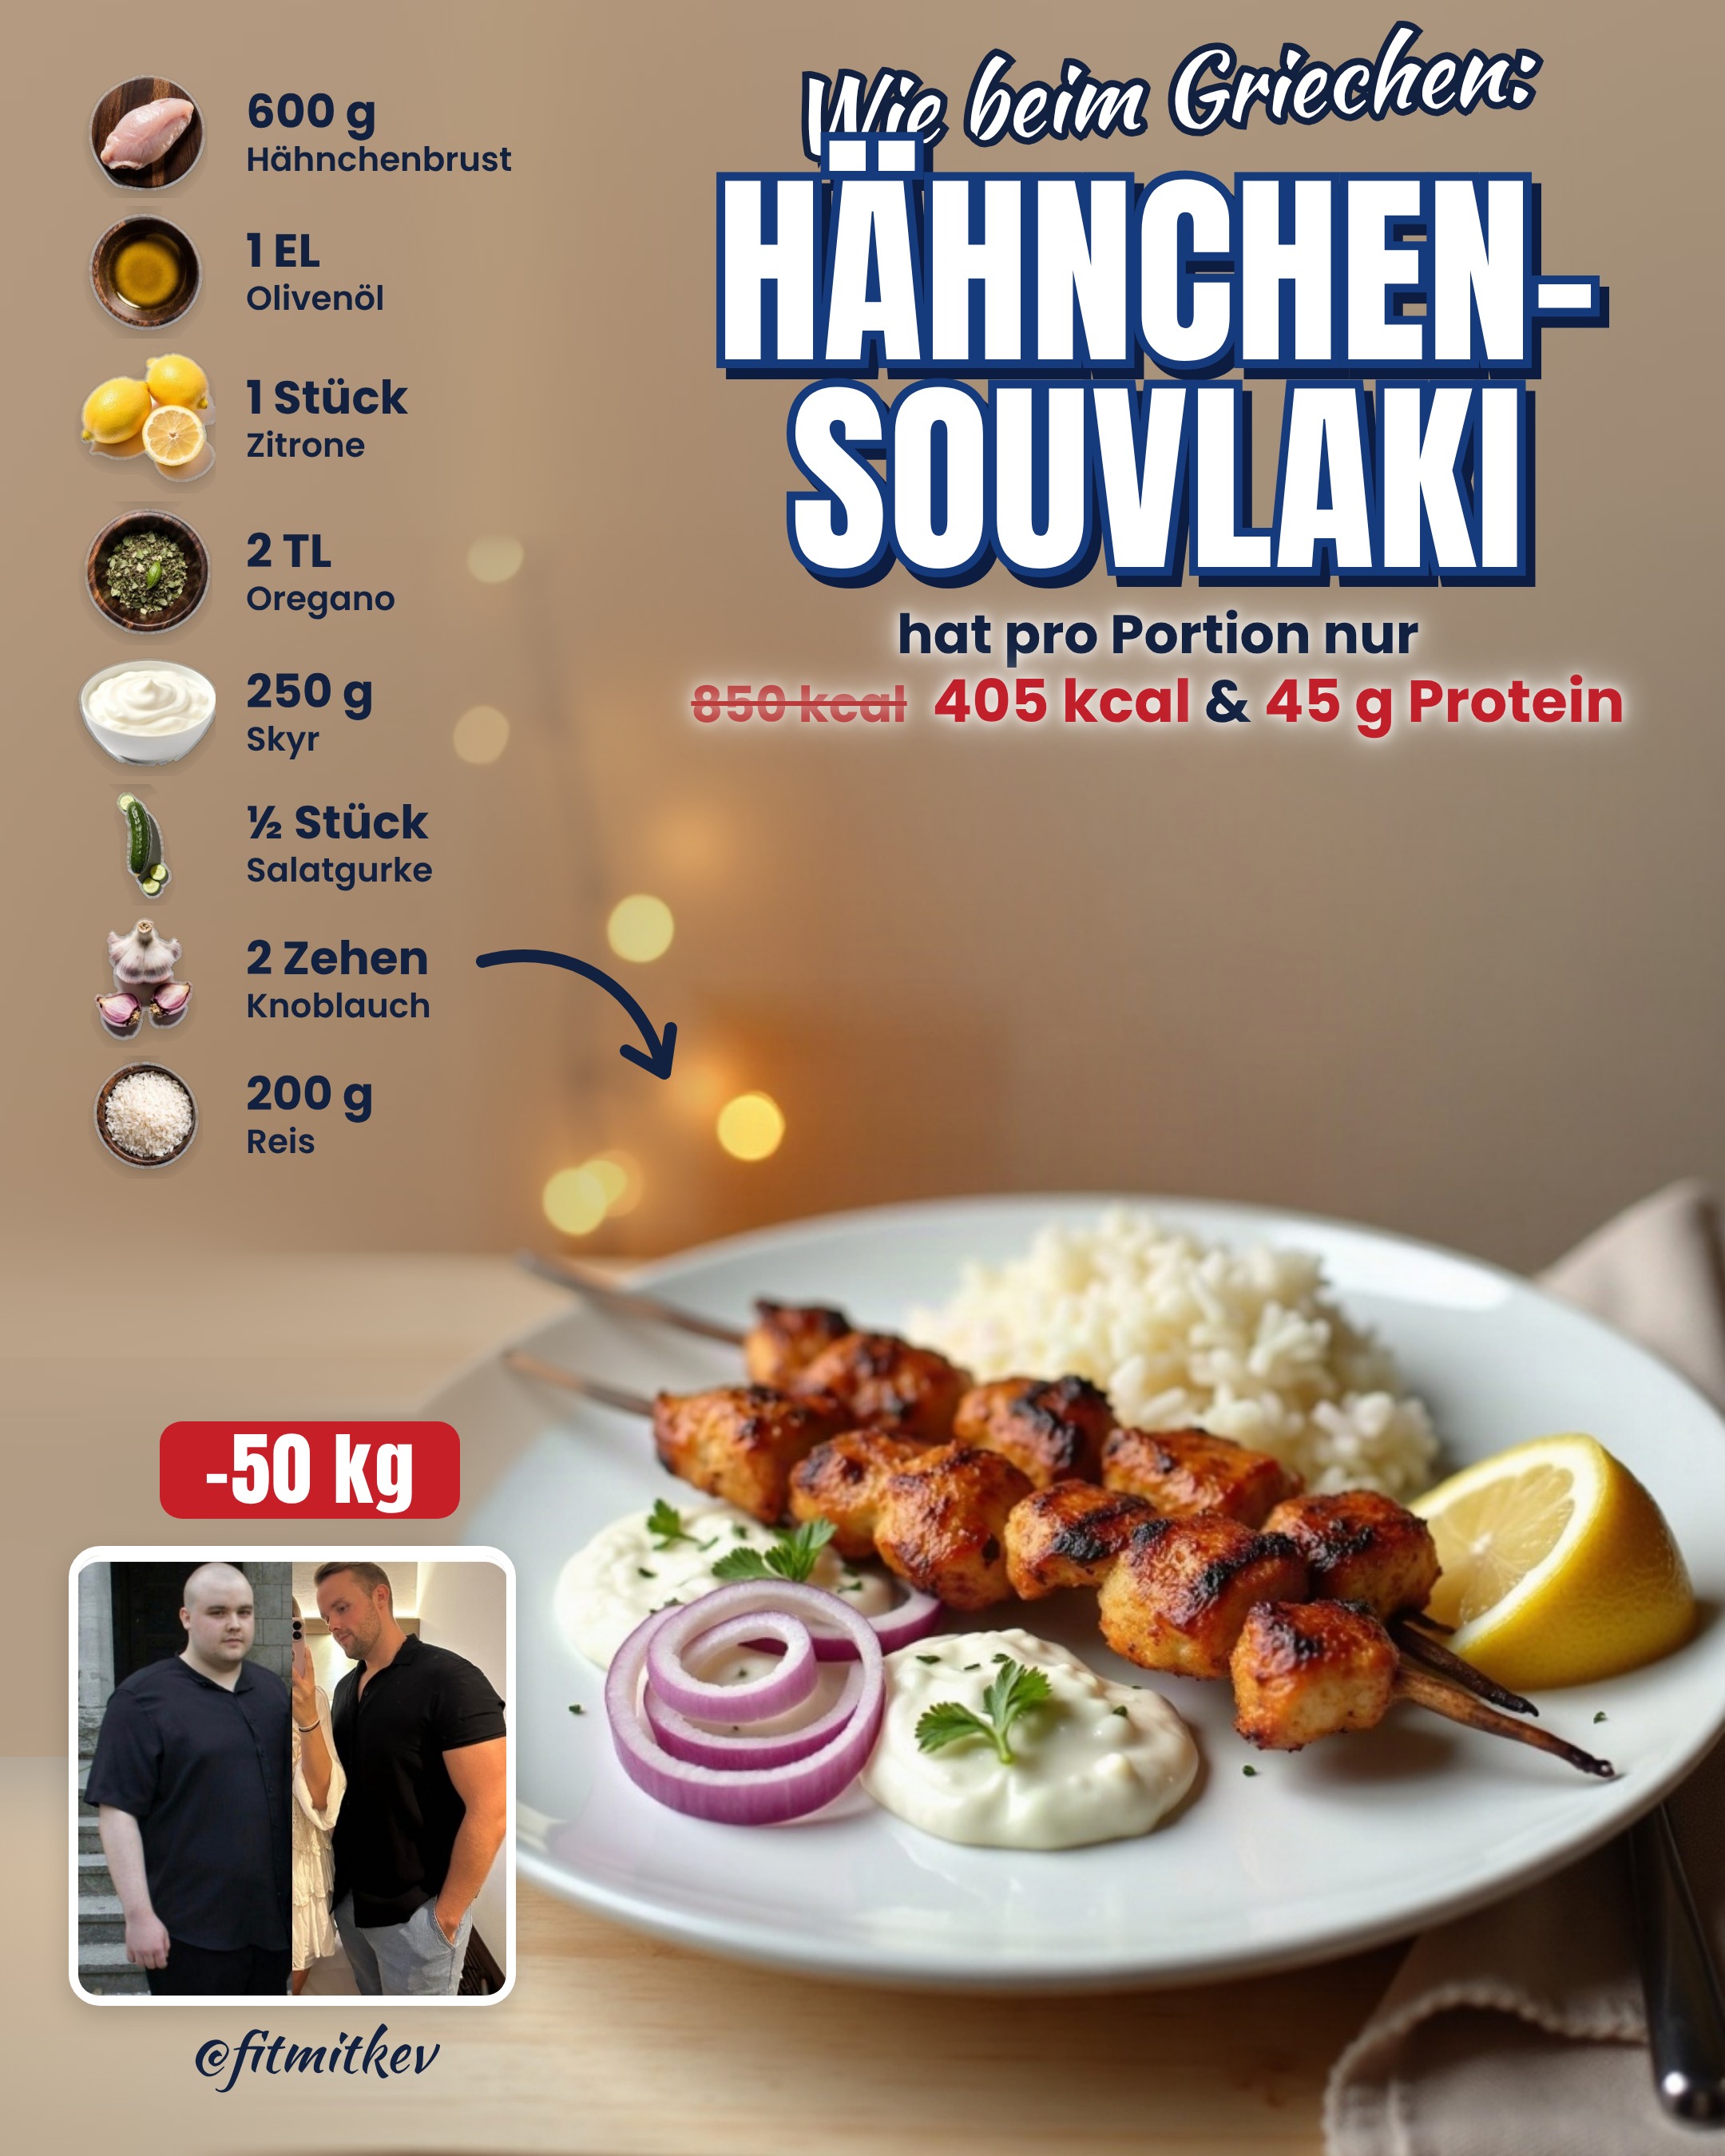 Wie beim Griechen:
HÄHNCHEN-
SOUVLAKI
hat pro Portion nur
850 kcal 405 kcal & 45 g Protein
600 g
Hähnchenbrust
1 EL
Olivenöl
1 Stück
Zitrone
2 TL
Oregano
250 g
Skyr
½ Stück
Salatgurke
2 Zehen
Knoblauch
200 g
Reis
-50 kg
@fitmitkev